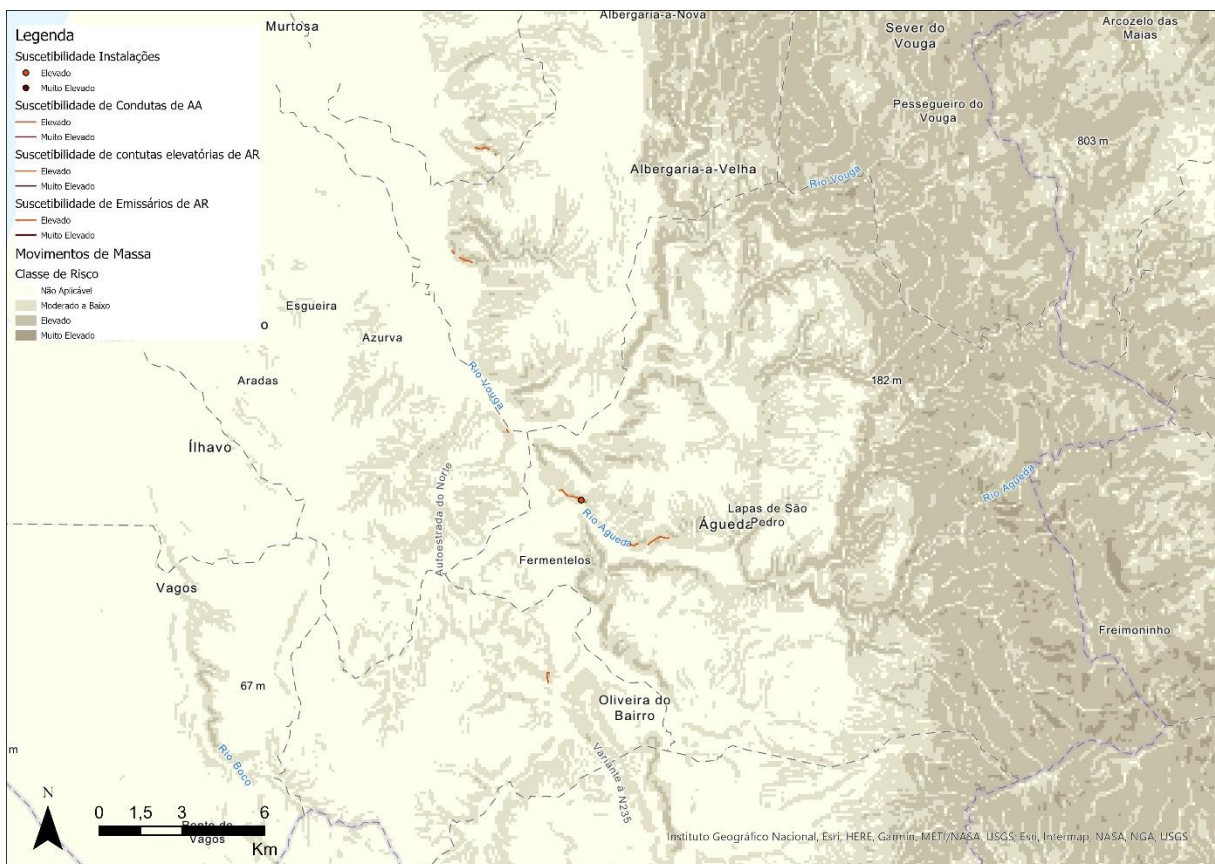 Legenda
Suscetibilidade Instalações
Elevado
Muito Elevado
Suscetibilidade de Condutas de AA
Elevado
Muito Elevado
Suscetibilidade de contutas elevatórias de AR
Elevado
Muito Elevado
Suscetibilidade de Emissários de AR
Elevado
Muito Elevado
Movimentos de Massa
Classe de Risco
Não Aplicável
Moderado a Baixo
Elevado
Muito Elevado
Murtosa
Albergaria-a-Nova
Sever do
Vouga
Arcozelo das
Maias
Pessegueiro do
Vouga
803 m
Albergaria-a-Velha
Rio Vouga
Esgueira
o
Azurva
Aradas
Rio Vouga
182 m
Ílhavo
Autoestrada do Norte
Rio Agueda
Lapas de São
Pedro
Águeda
Rio Agueda
Fermentelos
Vagos
Freimoninho
67 m
Oliveira do
Bairro
m
Rio Boco
Variante à N235
N
0 1,5 3 6
Km
Ponte de
Vagos
Instituto Geográfico Nacional, Esri, HERE, Garmin, METI/NASA, USGS; Esri, Intermap, NASA, NGA, USGS